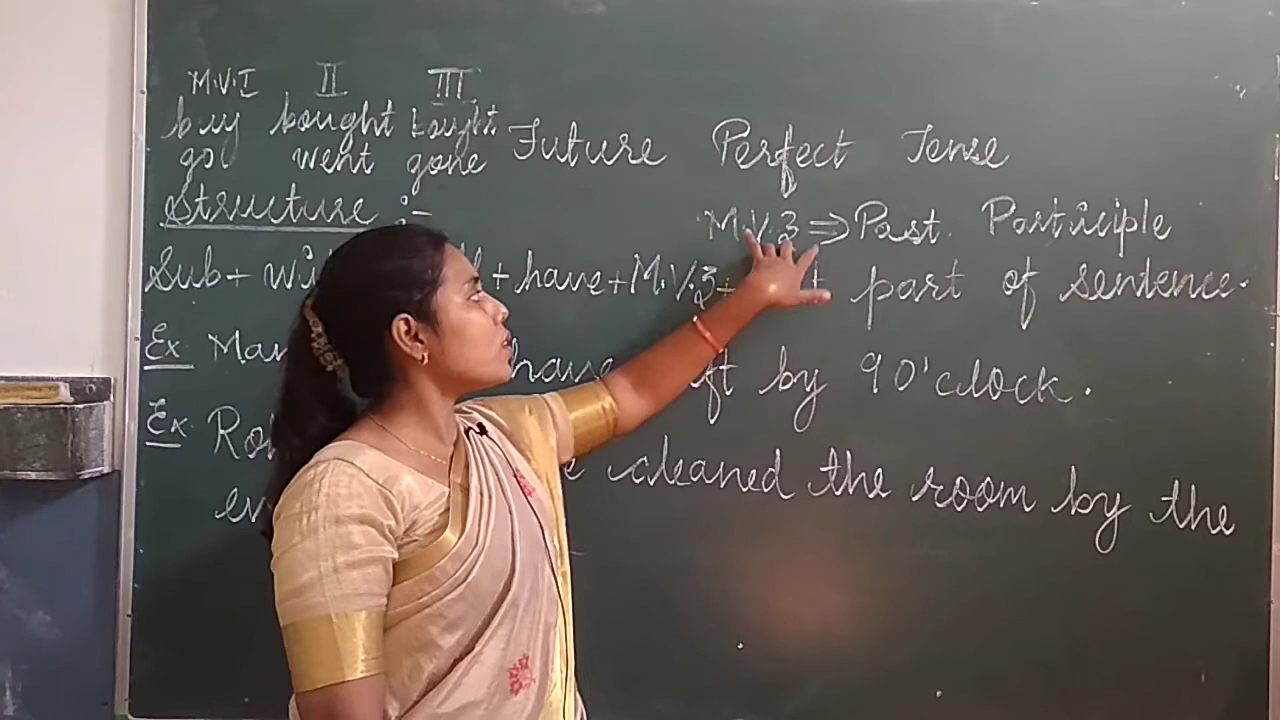 M.V.I II III
buy bought bought
go went gone
Future Perfect Tense
Structure :-
M.V.3 ⇒ Past Participle
Sub + + have + M.V.3 + part of sentence.
Ex have by 9 O'clock.
Ex cleaned the room by the